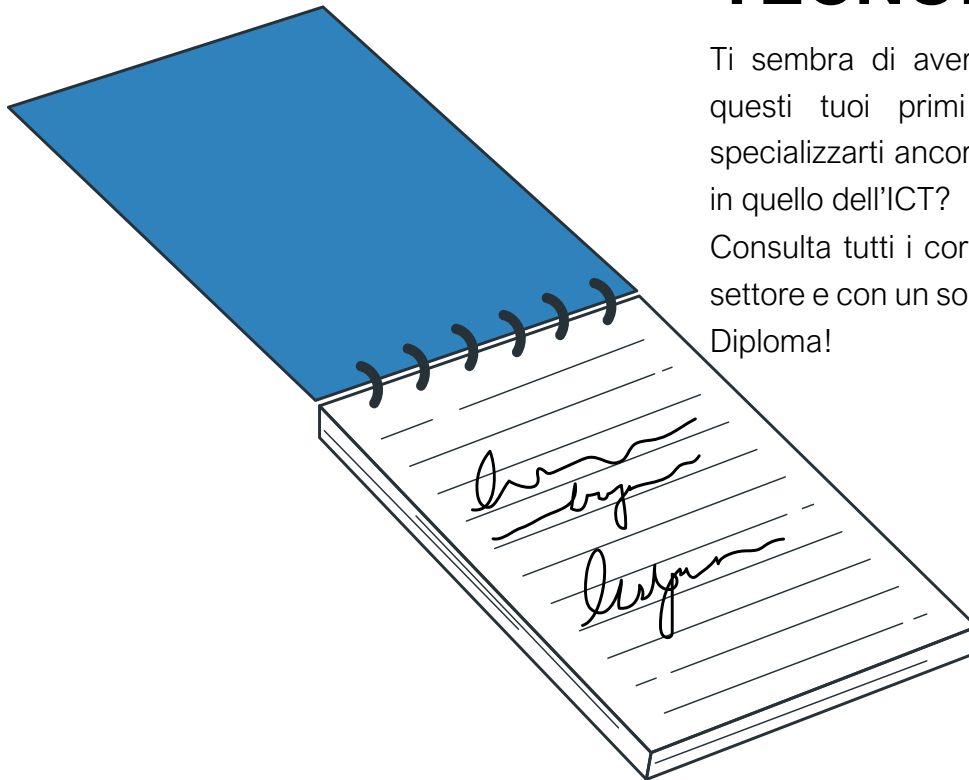 Ti sembra di aver
questi tuoi primi
specializzarti ancor
in quello dell’ICT?
Consulta tutti i cor
settore e con un so
Diploma!